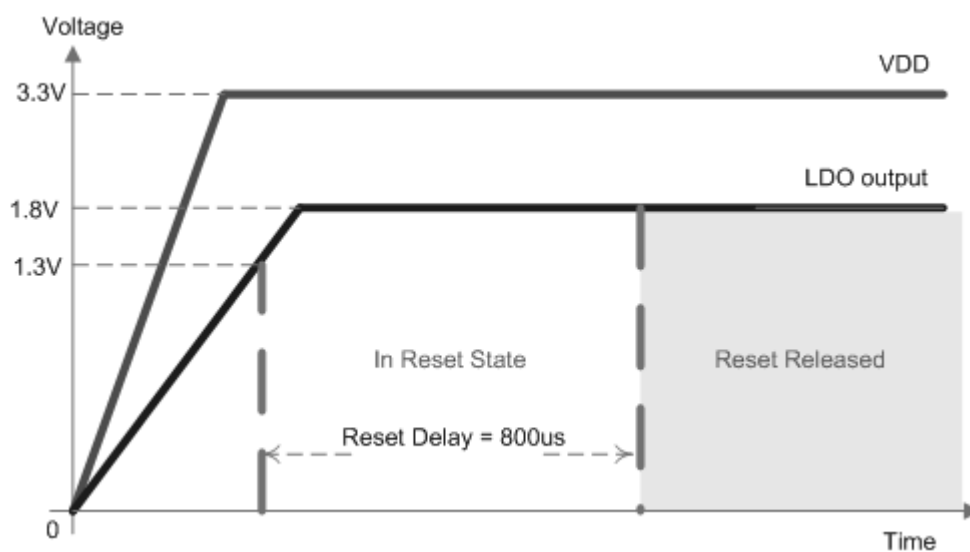 Voltage
VDD
3.3V
LDO output
1.8V
1.3V
In Reset State
Reset Released
Reset Delay = 800us
0
Time